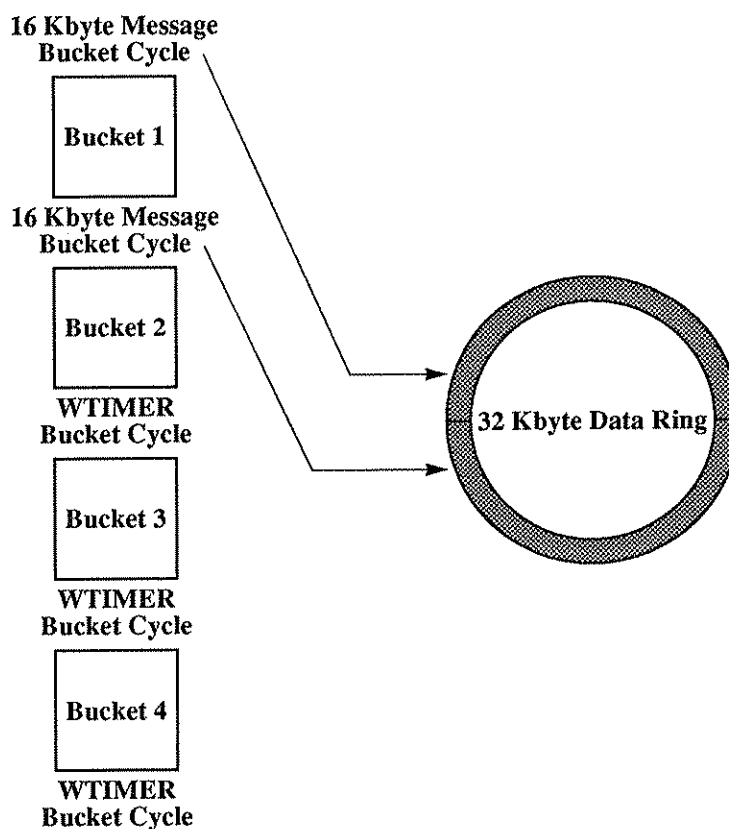 16 Kbyte Message
Bucket Cycle
Bucket 1
16 Kbyte Message
Bucket Cycle
Bucket 2
32 Kbyte Data Ring
WTIMER
Bucket Cycle
Bucket 3
WTIMER
Bucket Cycle
Bucket 4
WTIMER
Bucket Cycle